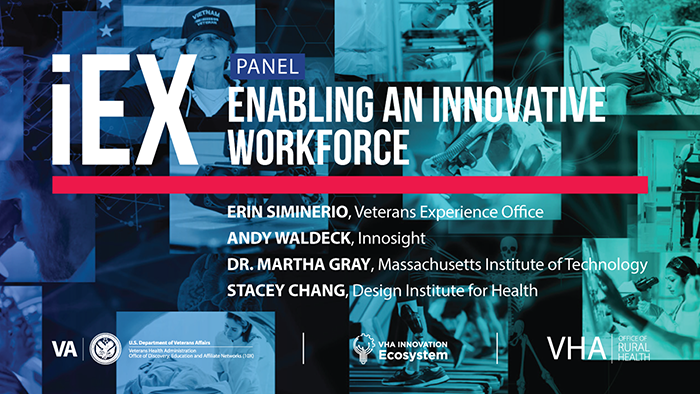 VIETNAM
VETERAN
iEX
PANEL
ENABLING AN INNOVATIVE
WORKFORCE
ERIN SIMINERIO, Veterans Experience Office
ANDY WALDECK, Innosight
DR. MARTHA GRAY, Massachusetts Institute of Technology
STACEY CHANG, Design Institute for Health
VA
U.S. Department of Veterans Affairs
Veterans Health Administration
Office of Discovery, Education and Affiliate Networks (10X)
VHA INNOVATION
Ecosystem
VHA
OFFICE OF
RURAL
HEALTH